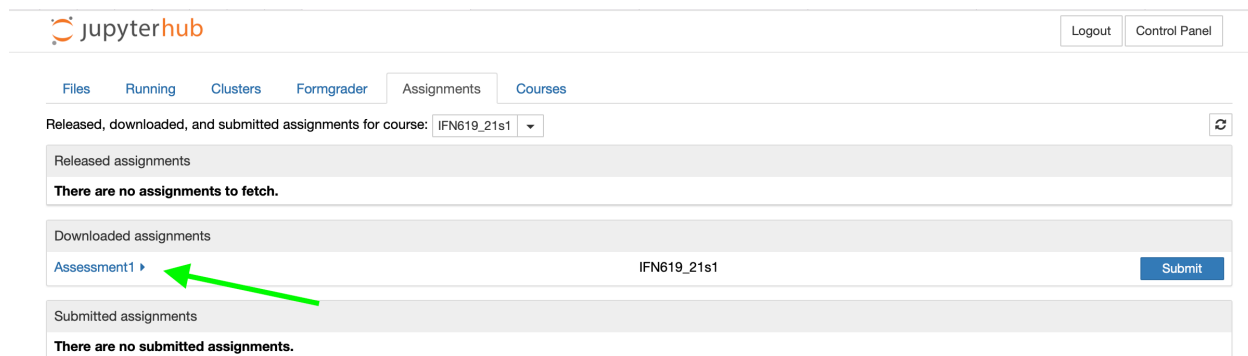 jupyterhub
Logout
Control Panel
Files
Running
Clusters
Formgrader
Assignments
Courses
Released, downloaded, and submitted assignments for course: IFN619_21s1
Released assignments
There are no assignments to fetch.
Downloaded assignments
Assessment1 IFN619_21s1 Submit
Submitted assignments
There are no submitted assignments.